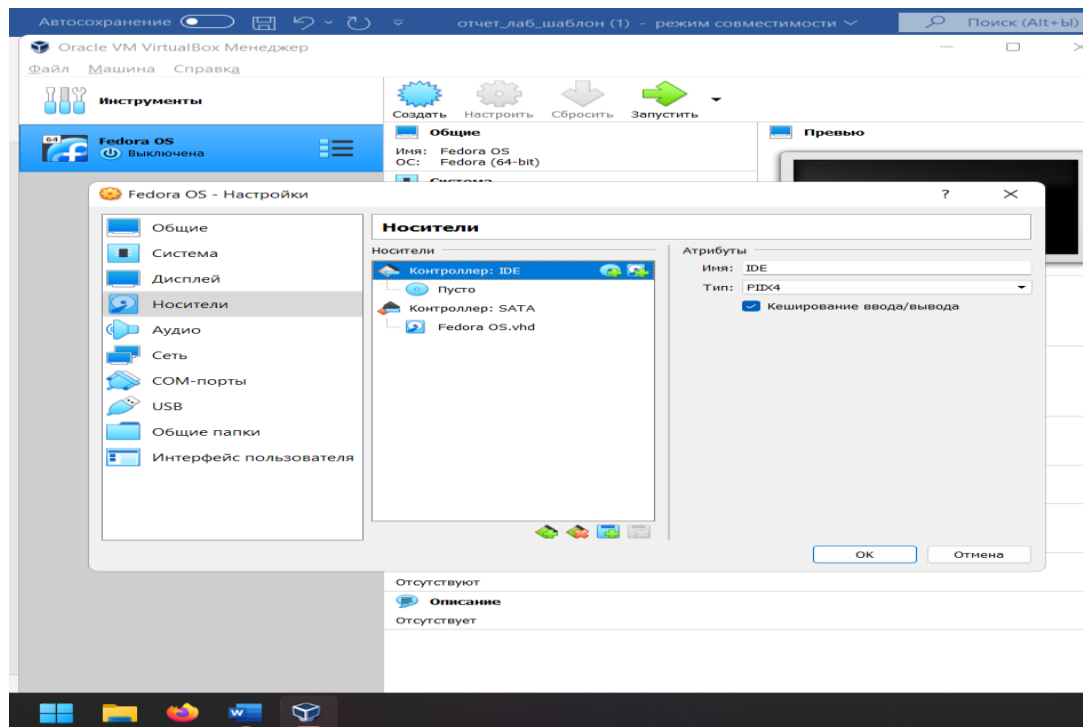 Автосохранение
отчет_лаб_шаблон (1) - режим совместимости
Поиск (Alt+Ы)
Oracle VM VirtualBox Менеджер
Файл Машина Справка
Инструменты
Создать Настроить Сбросить Запустить
64
Fedora OS
Выключена
Общие
Имя: Fedora OS
ОС: Fedora (64-bit)
Превью
Система
Fedora OS - Настройки
Общие
Система
Дисплей
Носители
Аудио
Сеть
COM-порты
USB
Общие папки
Интерфейс пользователя
Носители
Носители
Контроллер: IDE
Пусто
Контроллер: SATA
Fedora OS.vhd
Атрибуты
Имя: IDE
Тип: PIIX4
Кеширование ввода/вывода
OK
Отмена
Отсутствуют
Описание
Отсутствует